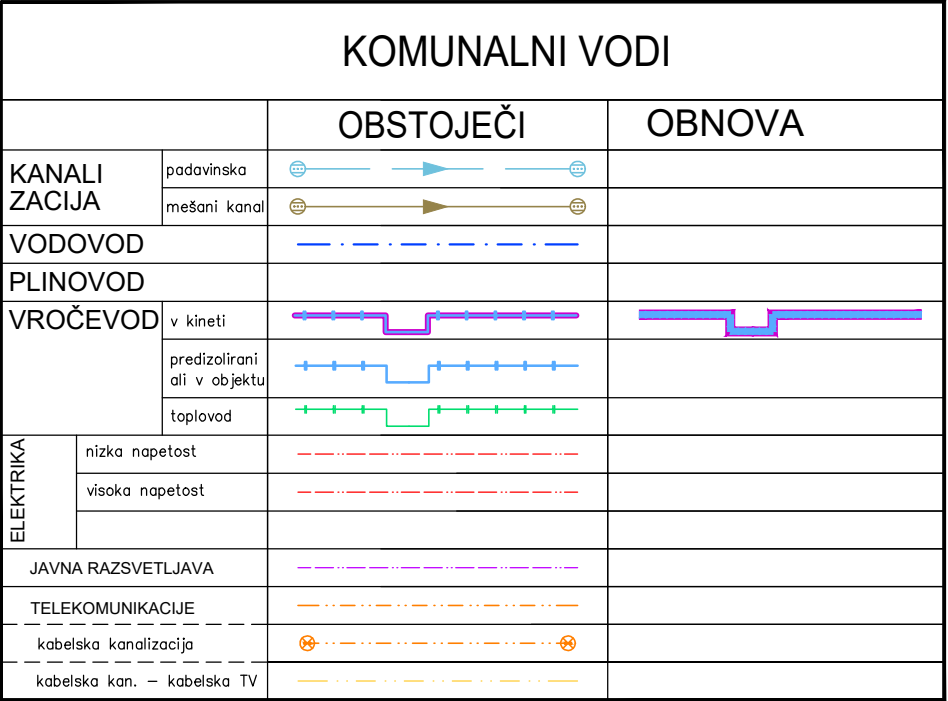 KOMUNALNI VODI
OBSTOJEČI
OBNOVA
KANALI
ZACIJA
padavinska
mešani kanal
VODOVOD
PLINOVOD
VROČEVOD
v kineti
predizolirani
ali v objektu
toplovod
ELEKTRIKA
nizka napetost
visoka napetost
JAVNA RAZSVETLJAVA
TELEKOMUNIKACIJE
kabelska kanalizacija
kabelska kan. – kabelska TV